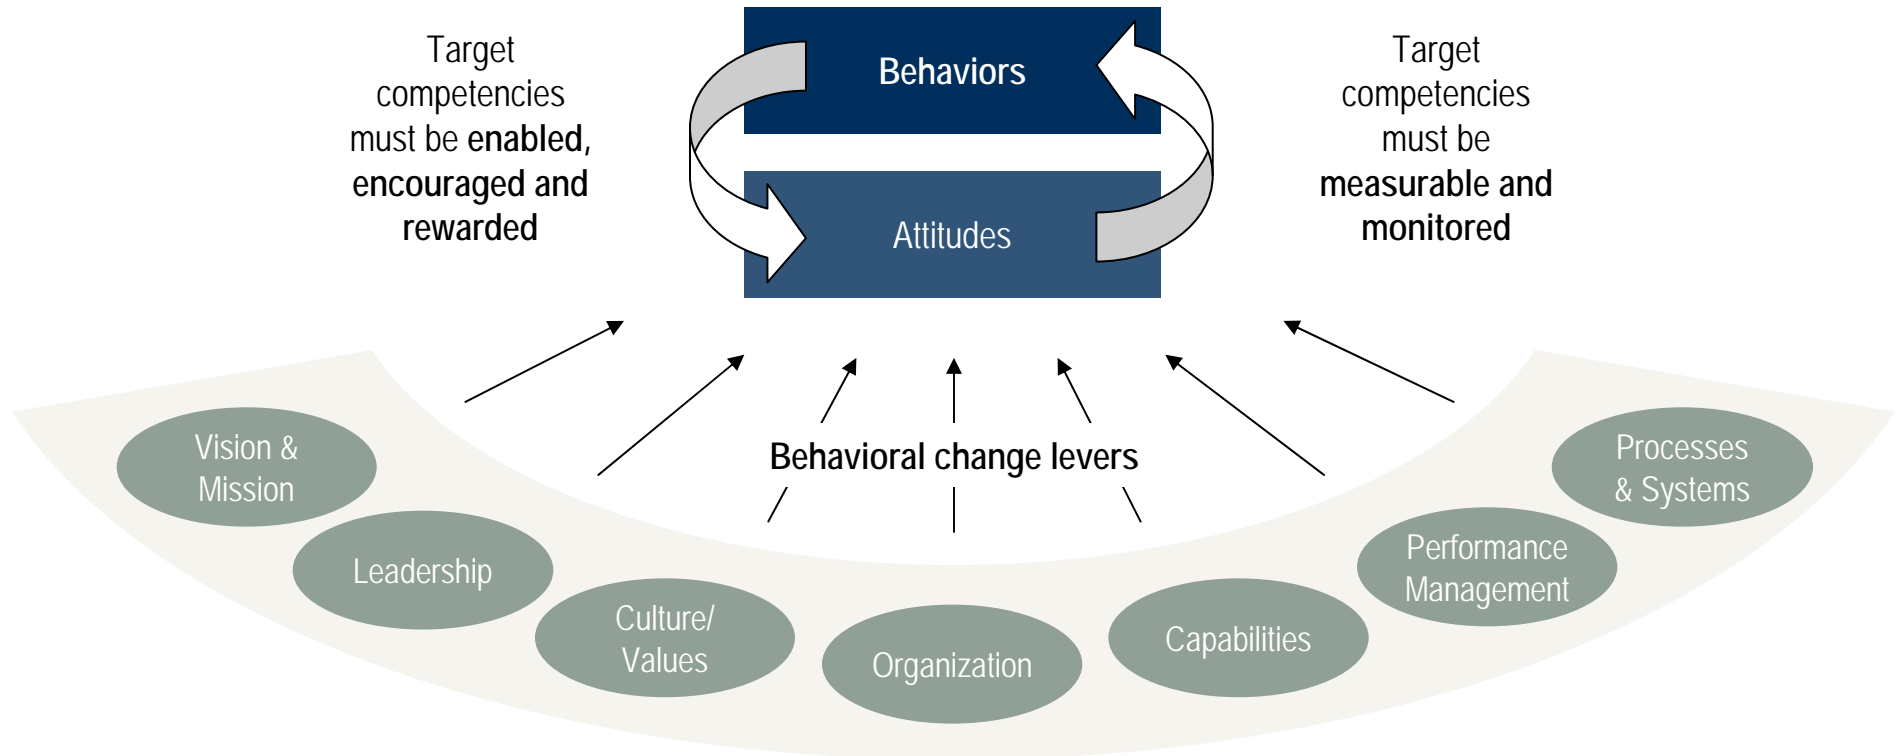 Target
competencies
must be enabled,
encouraged and
rewarded
Behaviors
Attitudes
Target
competencies
must be
measurable and
monitored
Behavioral change levers
Vision &
Mission
Leadership
Culture/
Values
Organization
Capabilities
Performance
Management
Processes
& Systems